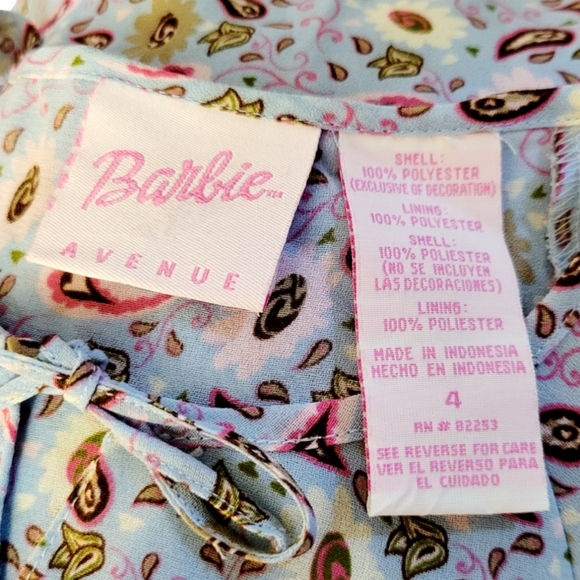 Barbie™
AVENUE
SHELL:
100% POLYESTER
(EXCLUSIVE OF DECORATION)
LINING:
100% POLYESTER
SHELL:
100% POLIESTER
(NO SE INCLUYEN
LAS DECORACIONES)
LINING:
100% POLIESTER
MADE IN INDONESIA
HECHO EN INDONESIA
4
RN # 82253
SEE REVERSE FOR CARE
VER EL REVERSO PARA
EL CUIDADO